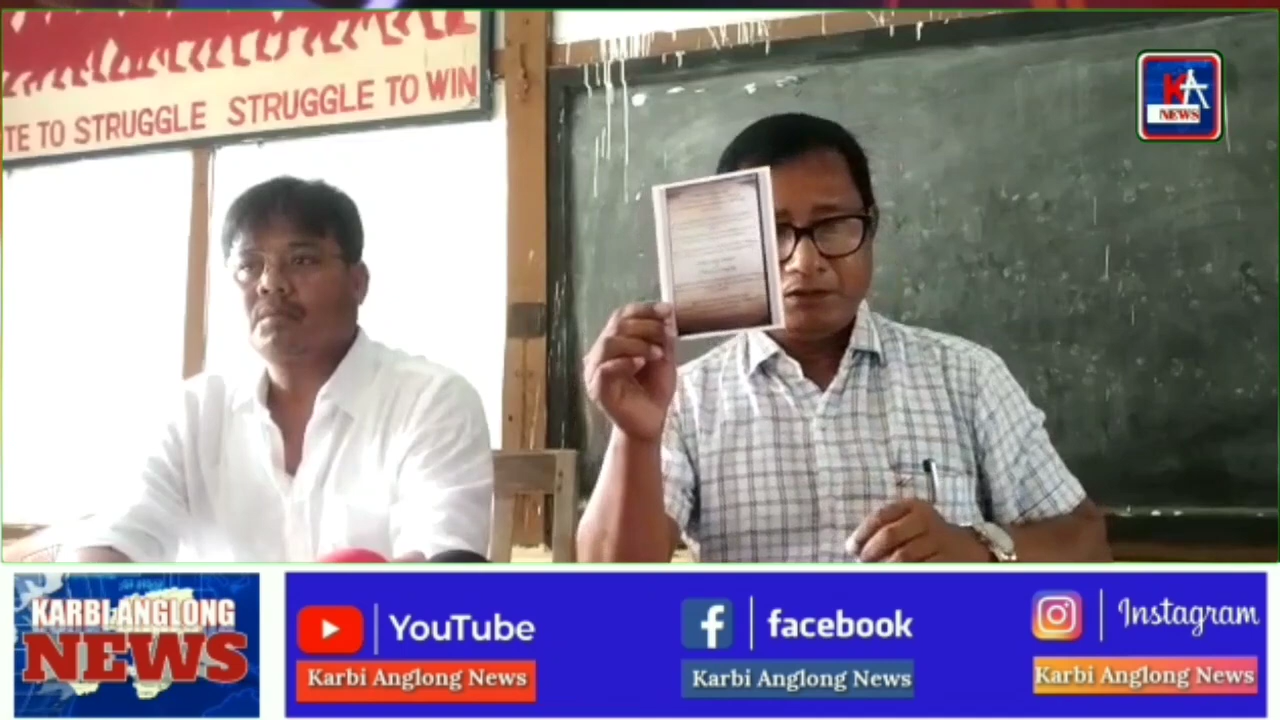 TE TO STRUGGLE STRUGGLE TO WIN
KA
NEWS
KARBI ANGLONG
NEWS
YouTube
Karbi Anglong News
facebook
Karbi Anglong News
Instagram
Karbi Anglong News